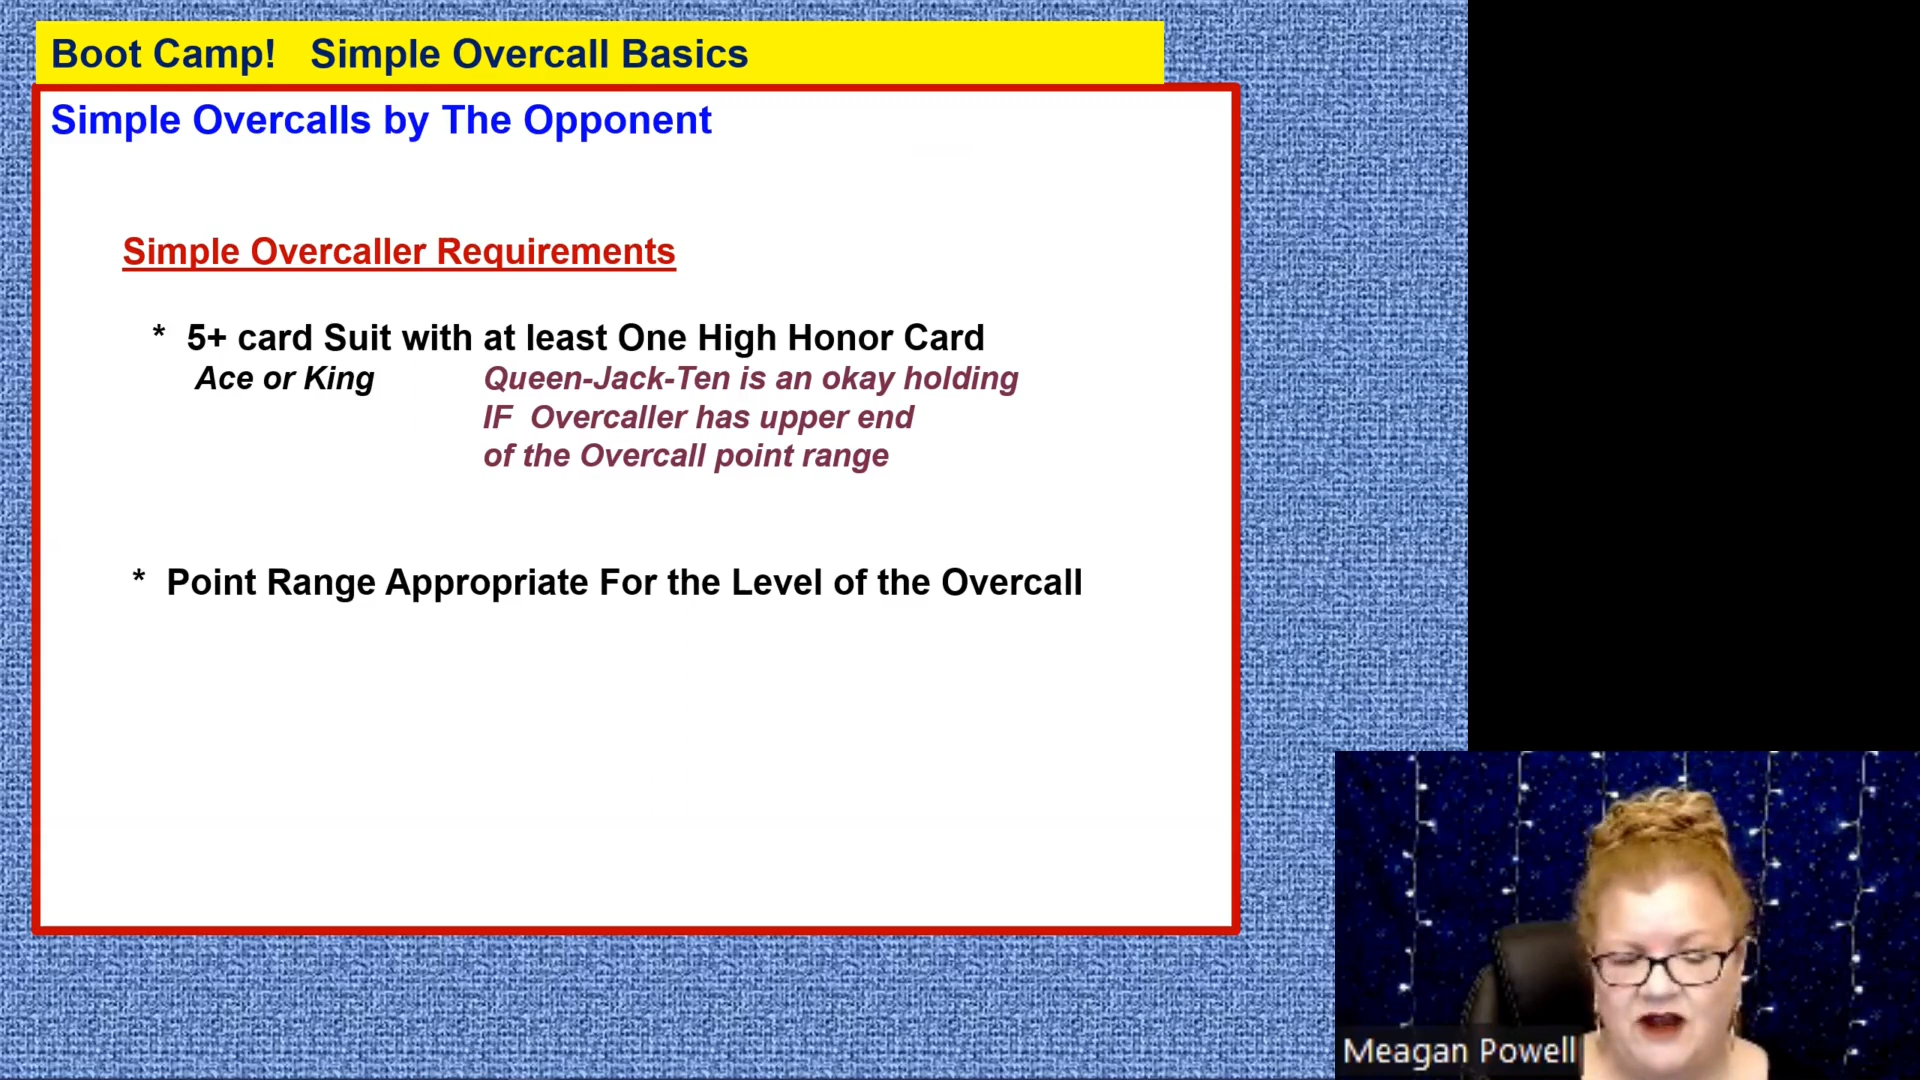 Boot Camp! Simple Overcall Basics
Simple Overcalls by The Opponent
Simple Overcaller Requirements
* 5+ card Suit with at least One High Honor Card
Ace or King Queen-Jack-Ten is an okay holding
IF Overcaller has upper end
of the Overcall point range
* Point Range Appropriate For the Level of the Overcall
Meagan Powell